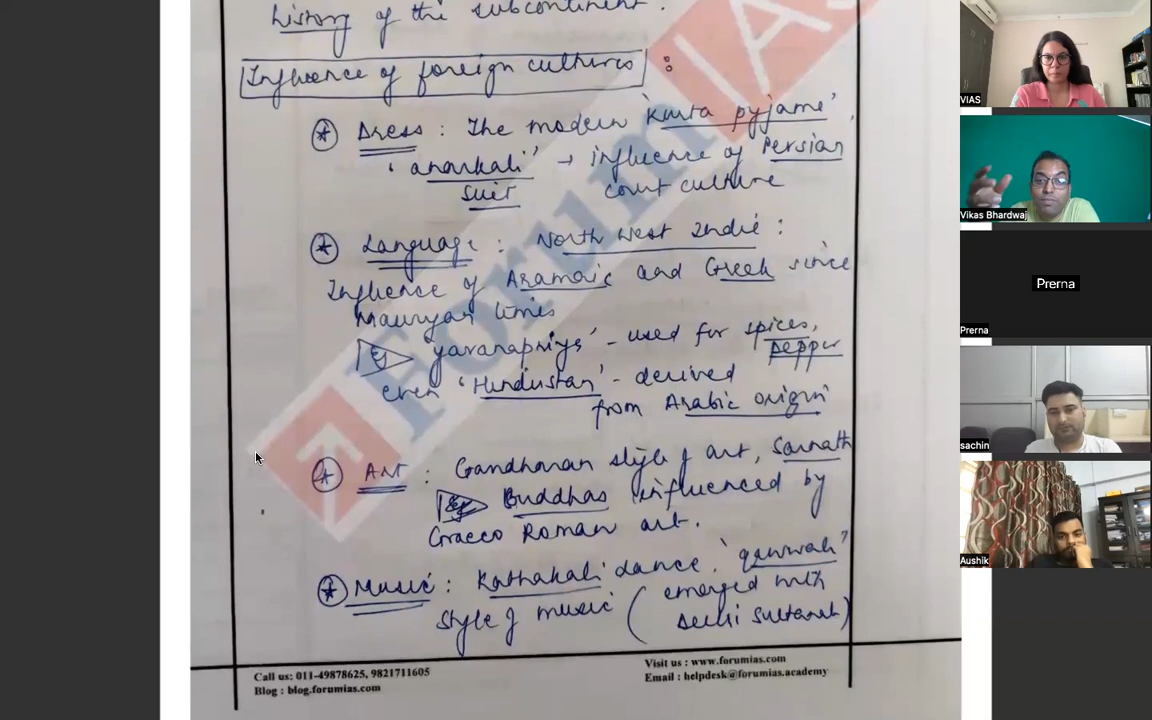 history of the subcontinent.
Influence of foreign cultures :
Dress : The modern 'kurta pyjama',
'anarkali' → influence of Persian
suit court culture
Language : North West India :
Influence of Aramaic and Greek since
Mauryan times
eg yavanapriya' - used for spices,
pepper
even 'Hindustan' - derived
from Arabic origin
Art : Gandharan style of art, Sarnath
eg Buddhas influenced by
Graeco Roman art.
Music : Kathakali dance. 'qawwali'
style of music ( emerged with
Delhi Sultanate)
ForumIAS
Call us: 011-49878625, 9821711605
Blog : blog.forumias.com
Visit us : www.forumias.com
Email : helpdesk@forumias.academy
VIAS
Vikas Bhardwaj
Prerna
Prerna
sachin
Aushik